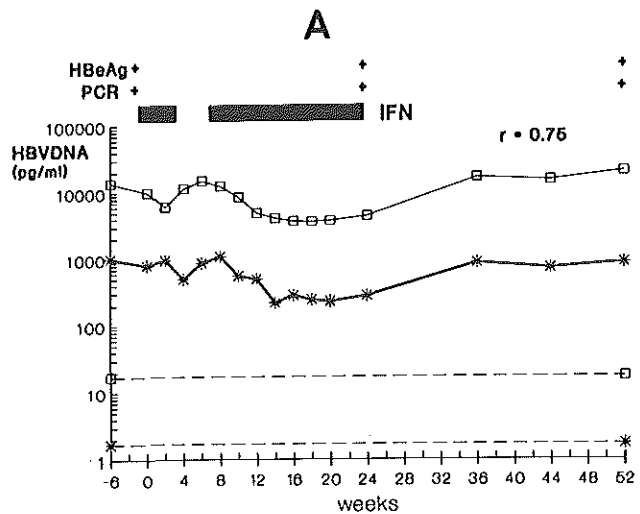 A
HBeAg + + +
PCR + + +
IFN
100000
HBVDNA
(pg/ml)
r = 0.75
10000
1000
100
10
1
-6 0 4 8 12 16 20 24 28 32 36 40 44 48 52
weeks